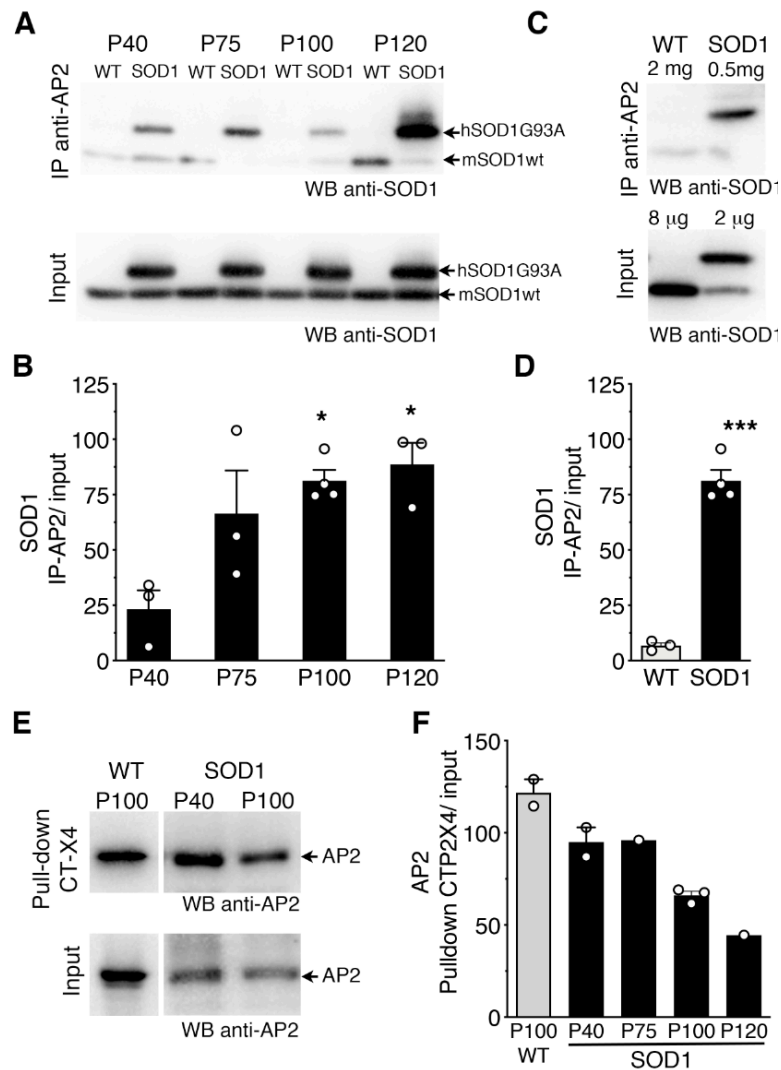 A
P40 P75 P100 P120
WT SOD1 WT SOD1 WT SOD1 WT SOD1
IP anti-AP2
hSOD1G93A
mSOD1wt
WB anti-SOD1
Input
hSOD1G93A
mSOD1wt
WB anti-SOD1
C
WT SOD1
2 mg 0.5mg
IP anti-AP2
WB anti-SOD1
8 µg 2 µg
Input
WB anti-SOD1
B
SOD1
IP-AP2/ input
125
100
75
50
25
0
* *
P40 P75 P100 P120
D
SOD1
IP-AP2/ input
125
100
75
50
25
0
***
WT SOD1
E
WT SOD1
P100 P40 P100
Pull-down
CT-X4
AP2
WB anti-AP2
Input
AP2
WB anti-AP2
F
AP2
Pulldown CTP2X4/ input
150
100
50
0
P100 P40 P75 P100 P120
WT SOD1